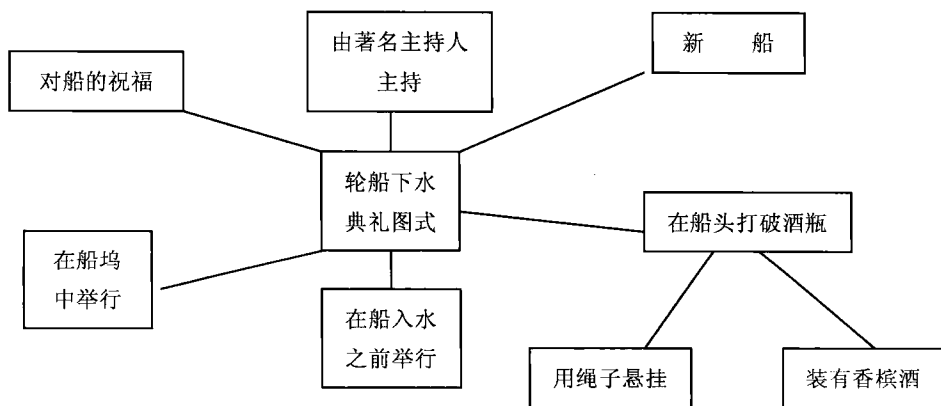 由著名主持人
主持
新 船
对船的祝福
轮船下水
典礼图式
在船头打破酒瓶
在船坞
中举行
在船入水
之前举行
用绳子悬挂
装有香槟酒